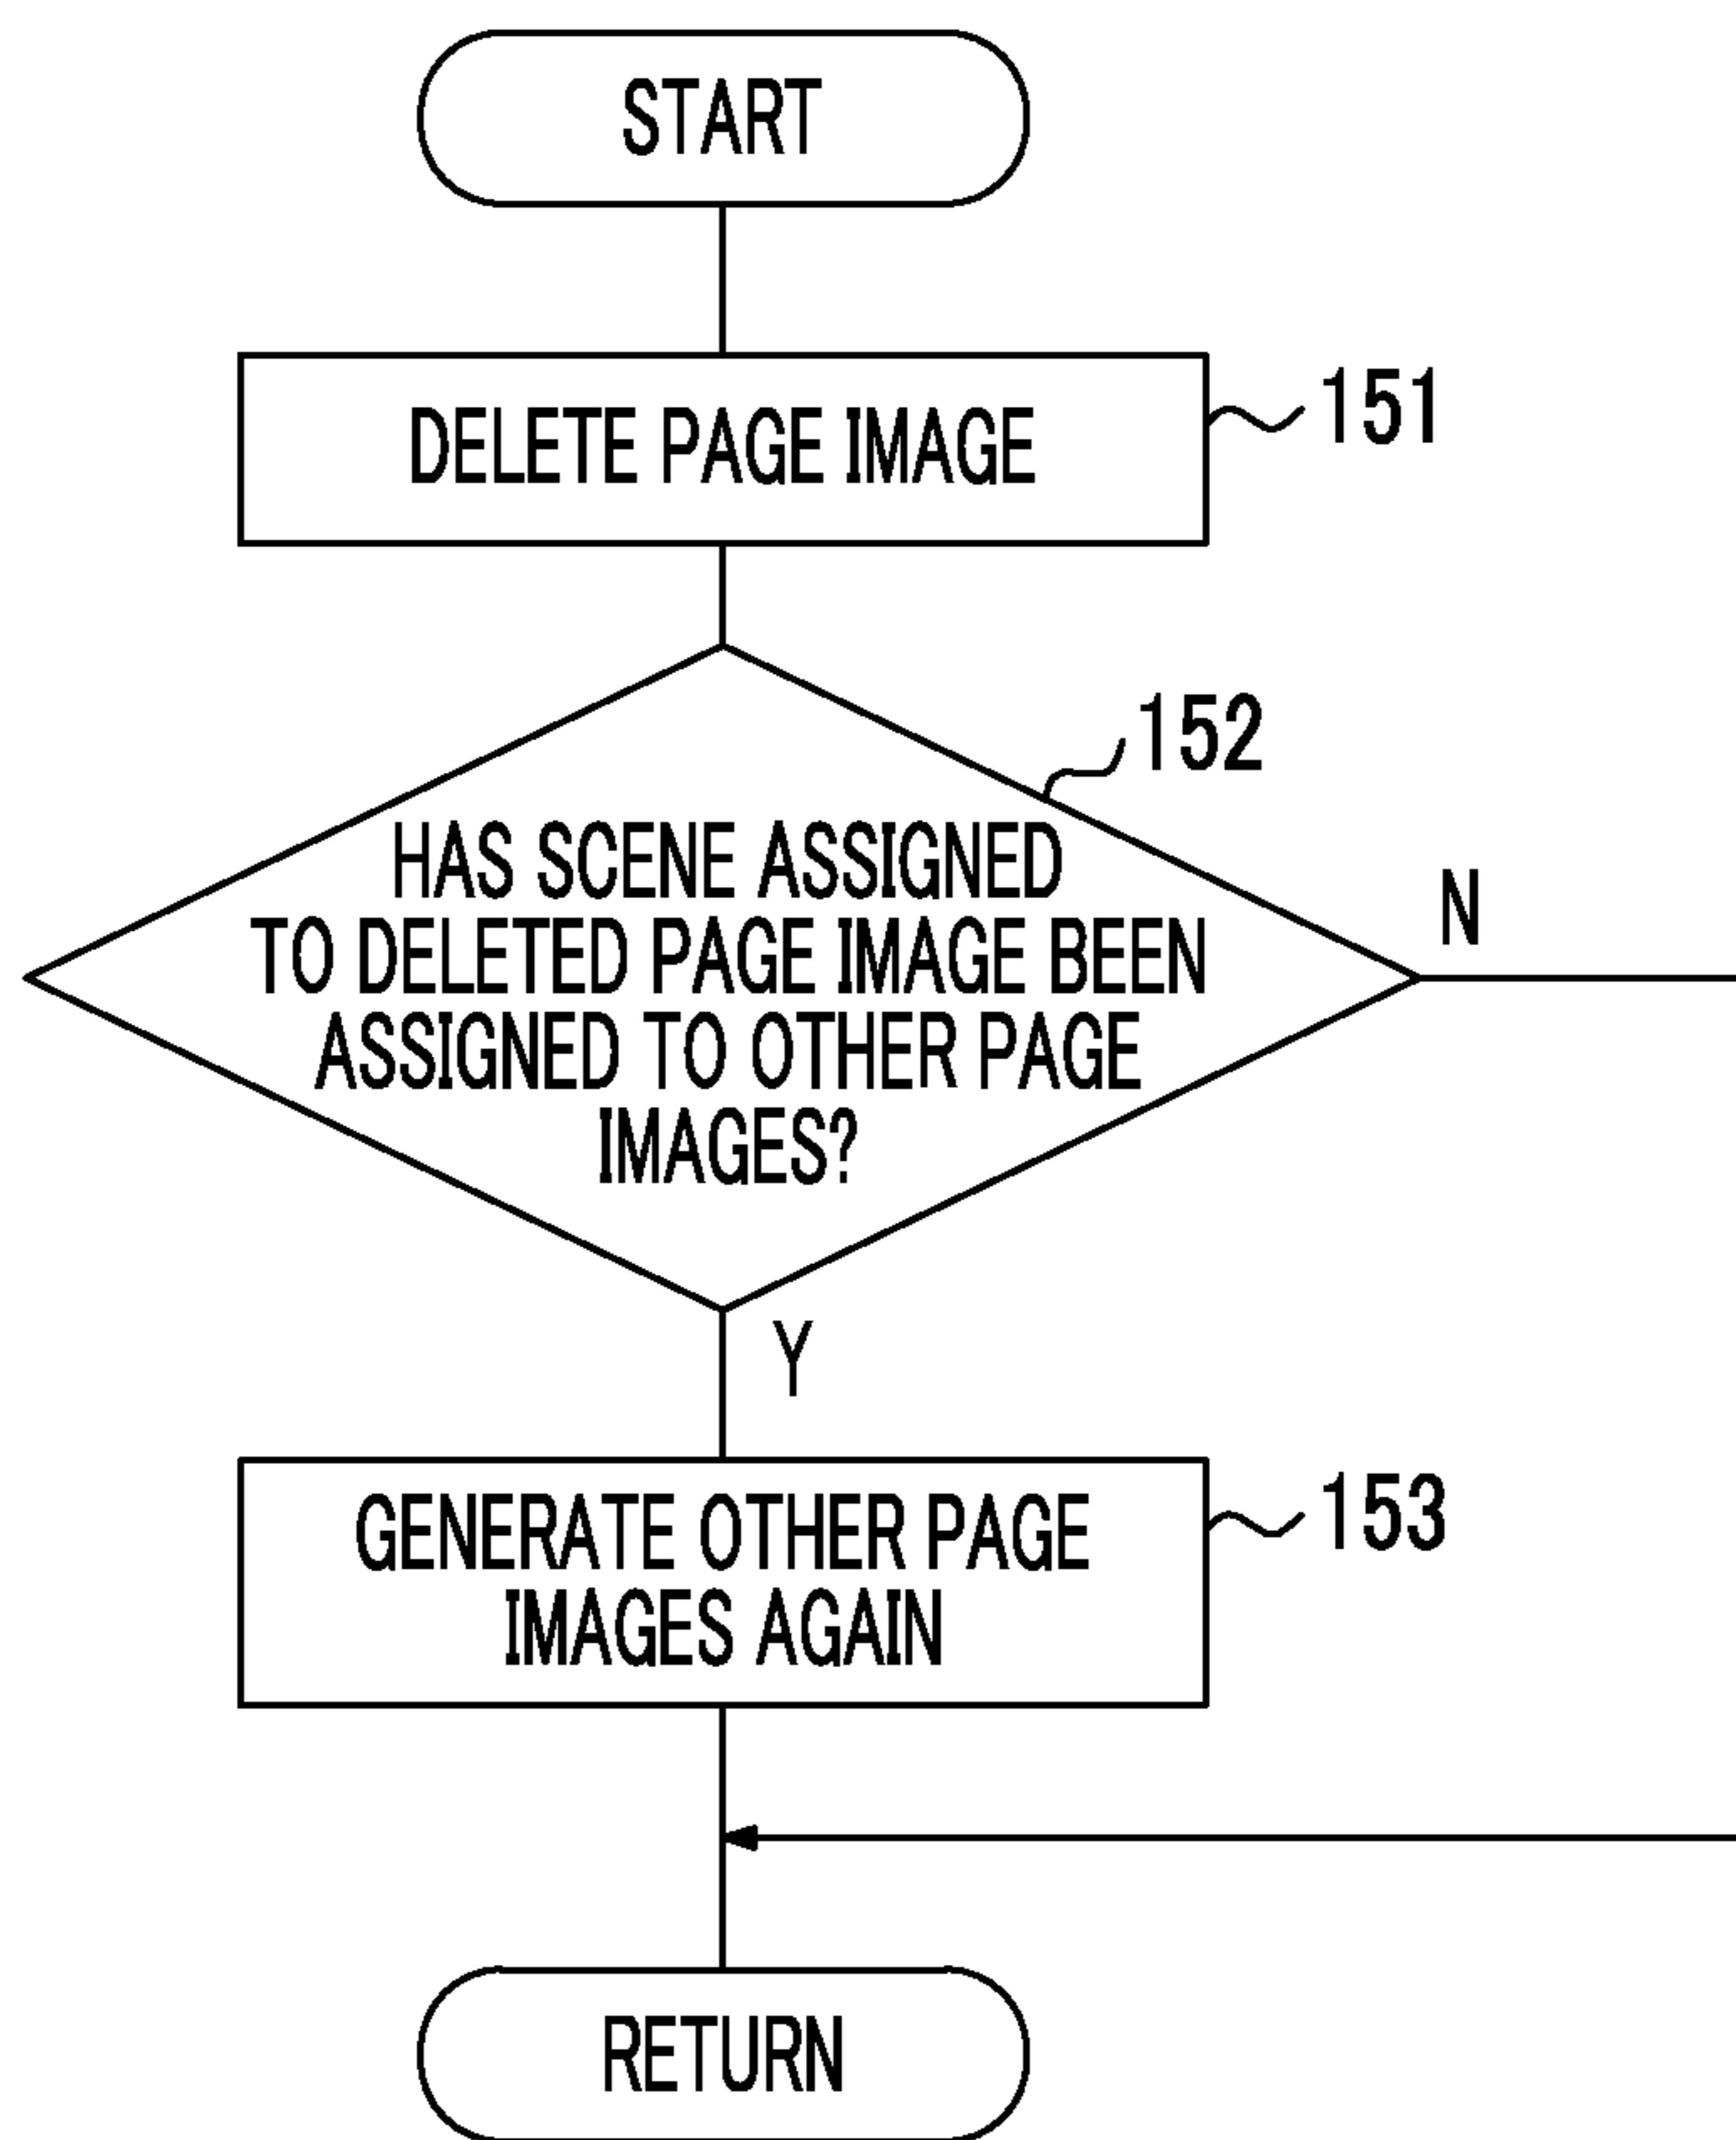 START
DELETE PAGE IMAGE
151
152
HAS SCENE ASSIGNED
TO DELETED PAGE IMAGE BEEN
ASSIGNED TO OTHER PAGE
IMAGES?
N
Y
GENERATE OTHER PAGE
IMAGES AGAIN
153
RETURN